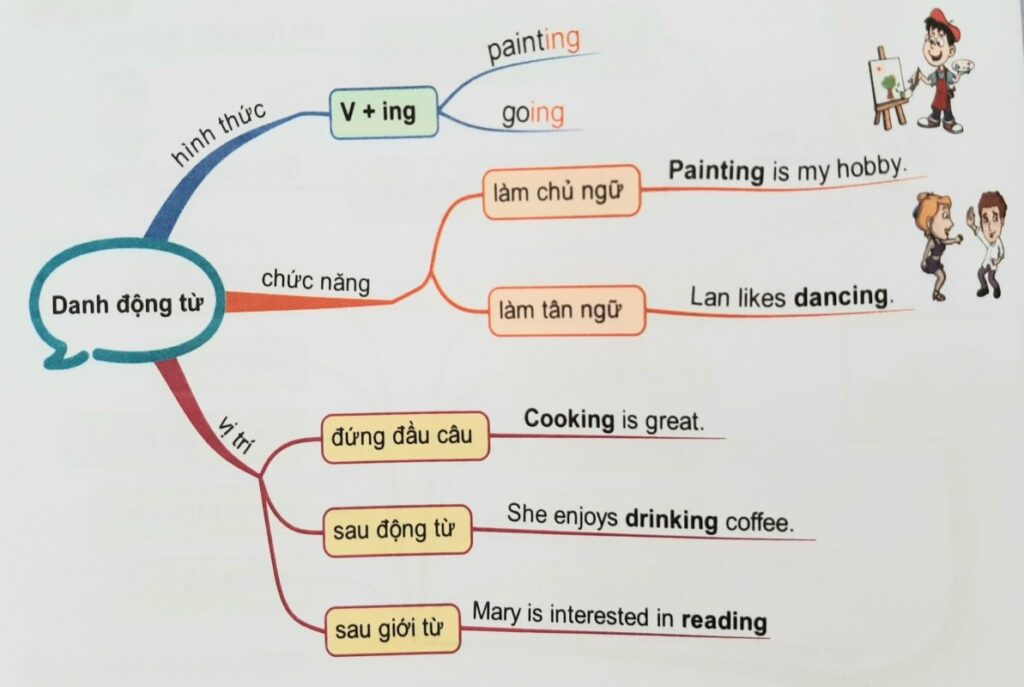 Danh động từ
hình thức
V + ing
painting
going
chức năng
làm chủ ngữ
Painting is my hobby.
làm tân ngữ
Lan likes dancing.
vị trí
đứng đầu câu
Cooking is great.
sau động từ
She enjoys drinking coffee.
sau giới từ
Mary is interested in reading